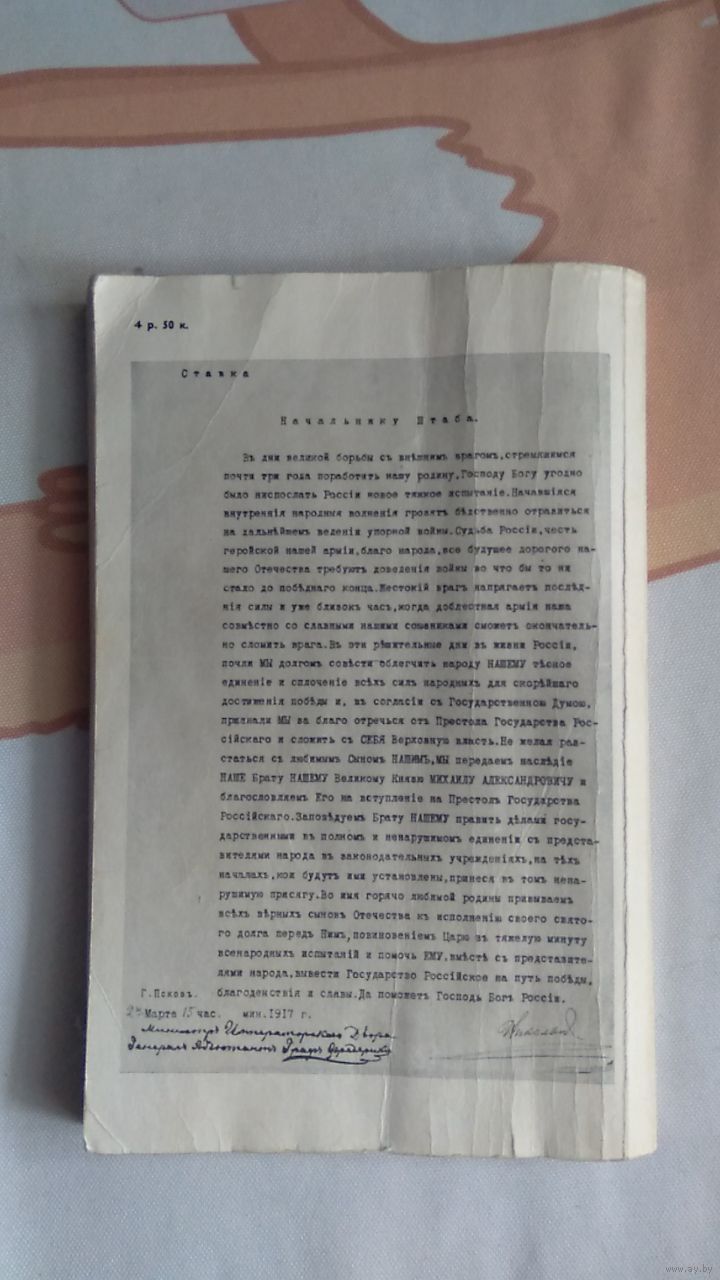 4 р. 50 к.
Ставка
Начальнику Штаба.
Въ дни великой борьбы съ внѣшнимъ врагомъ,стремящимся
почти три года поработить нашу родину,Господу Богу угодно
было ниспослать Россіи новое тяжкое испытаніе.Начавшіяся
внутреннія народныя волненія грозятъ бѣдственно отразиться
на дальнѣйшемъ веденіи упорной войны.Судьба Россіи,честь
геройской нашей арміи,благо народа,все будущее дорогого на-
шего Отечества требуютъ доведенія войны во что бы то ни
стало до побѣднаго конца.Жестокій врагъ напрягаетъ послѣд-
нія силы и уже близокъ часъ,когда доблестная армія наша
совмѣстно со славными нашими союзниками сможетъ окончатель-
но сломить врага.Въ эти рѣшительные дни въ жизни Россіи,
почли МЫ долгомъ совѣсти облегчить народу НАШЕМУ тѣсное
единеніе и сплоченіе всѣхъ силъ народныхъ для скорѣйшаго
достиженія побѣды и, въ согласіи съ Государственною Думою,
признали МЫ за благо отречься отъ Престола Государства Рос-
сійскаго и сложить съ СЕБЯ Верховную власть.Не желая раз-
статься съ любимымъ Сыномъ НАШИМЪ,МЫ передаемъ наслѣдіе
НАШЕ Брату НАШЕМУ Великому Князю МИХАИЛУ АЛЕКСАНДРОВИЧУ и
благословляемъ Его на вступленіе на Престолъ Государства
Россійскаго.Заповѣдуемъ Брату НАШЕМУ править дѣлами госу-
дарственными въ полномъ и ненарушимомъ единеніи съ предста-
вителями народа въ законодательныхъ учрежденіяхъ,на тѣхъ
началахъ,кои будутъ ими установлены,принеся въ томъ нена-
рушимую присягу.Во имя горячо любимой родины призываемъ
всѣхъ вѣрныхъ сыновъ Отечества къ исполненію своего свято-
го долга передъ Нимъ,повиновеніемъ Царю въ тяжелую минуту
всенародныхъ испытаній и помочь ЕМУ,вмѣстѣ съ представите-
лями народа,вывести Государство Россійское на путь побѣды,
благоденствія и славы.Да поможетъ Господь Богъ Россіи.
Г.Псковъ.
Марта 15 час. мин.1917 г.
Николай
Министръ Императорскаго Двора
Генералъ Адъютантъ Графъ Фредериксъ
www.ay.by